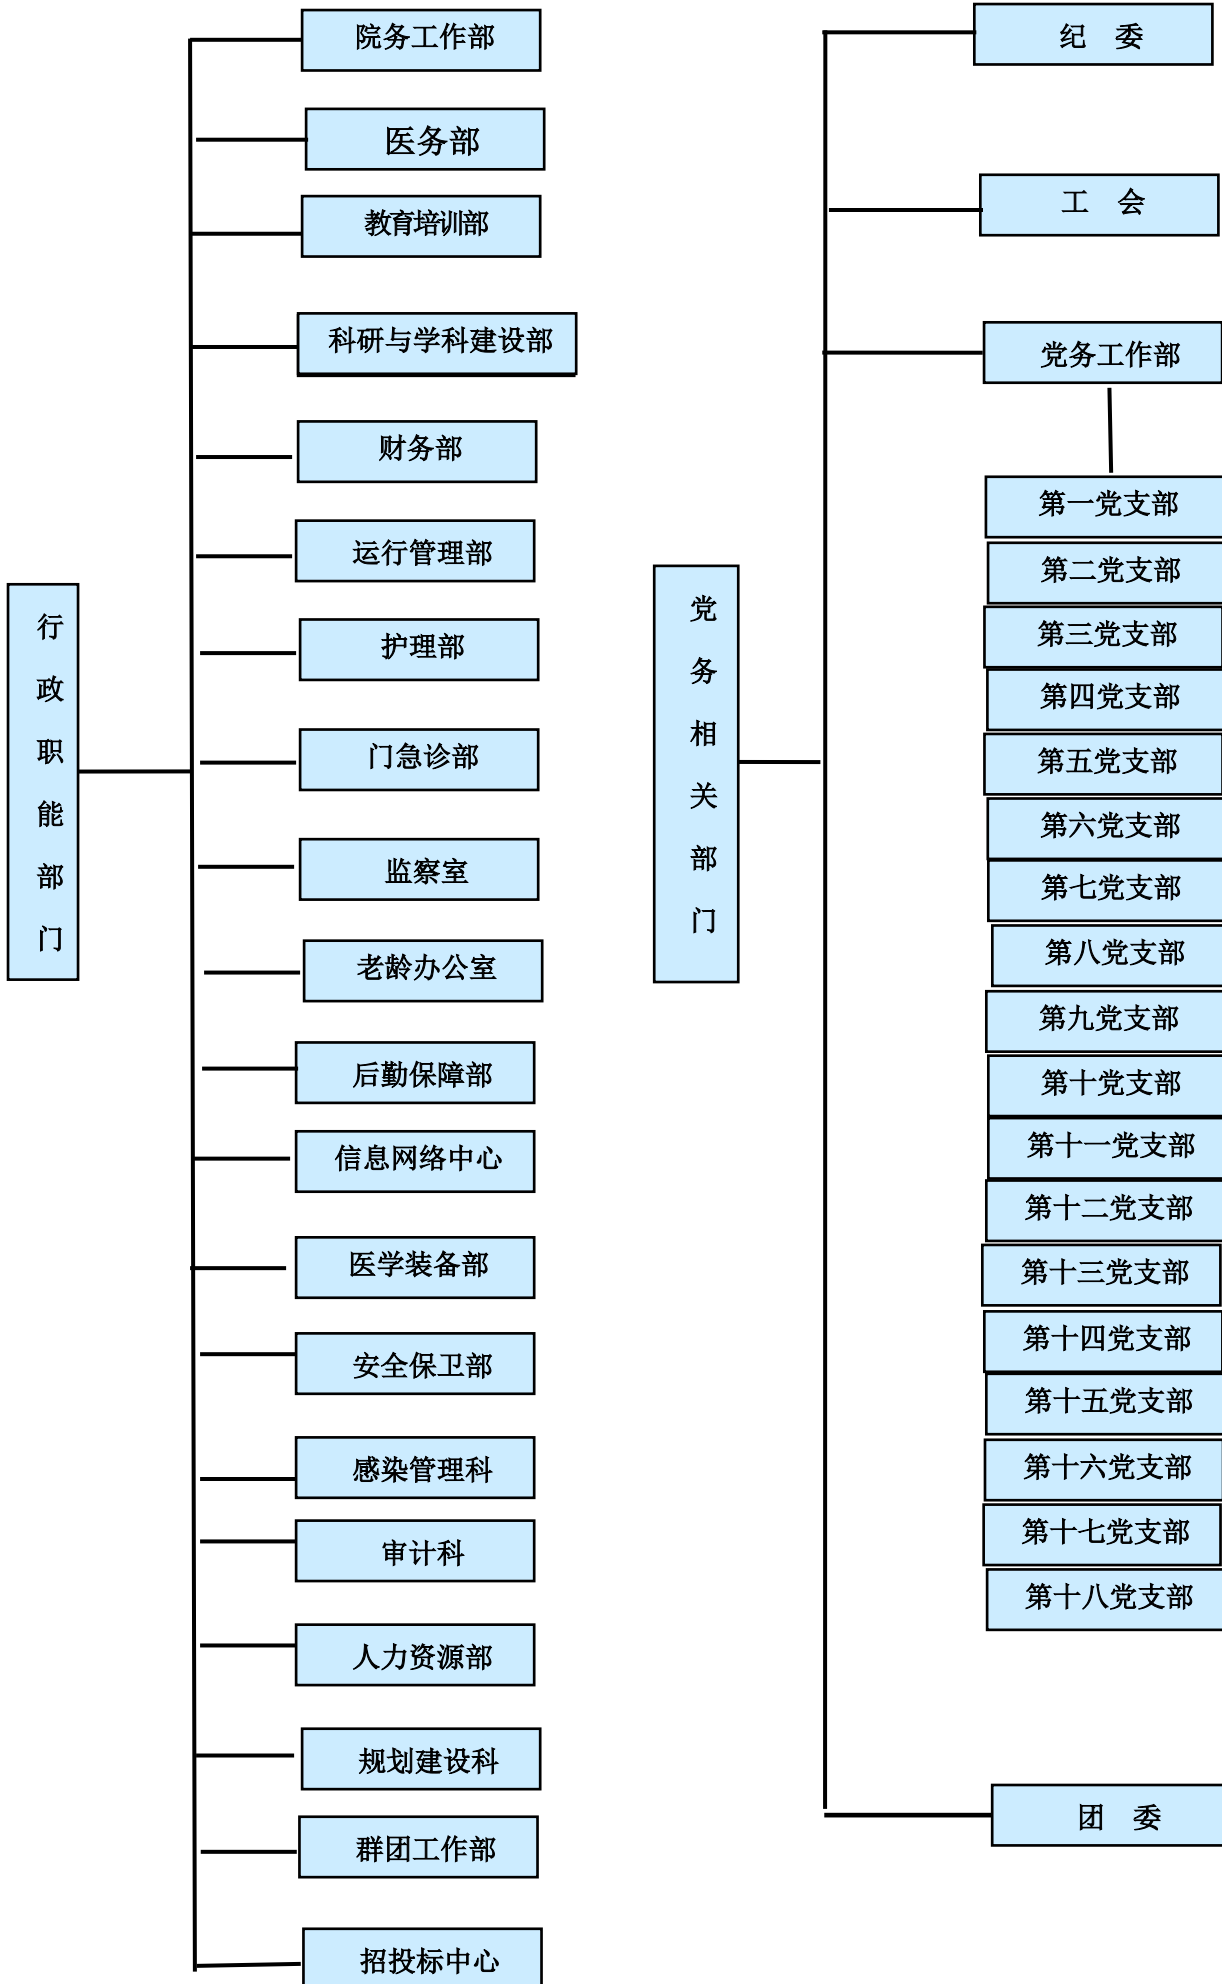 行政职能部门
院务工作部
医务部
教育培训部
科研与学科建设部
财务部
运行管理部
护理部
门急诊部
监察室
老龄办公室
后勤保障部
信息网络中心
医学装备部
安全保卫部
感染管理科
审计科
人力资源部
规划建设科
群团工作部
招投标中心
党务相关部门
纪 委
工 会
党务工作部
第一党支部
第二党支部
第三党支部
第四党支部
第五党支部
第六党支部
第七党支部
第八党支部
第九党支部
第十党支部
第十一党支部
第十二党支部
第十三党支部
第十四党支部
第十五党支部
第十六党支部
第十七党支部
第十八党支部
团 委